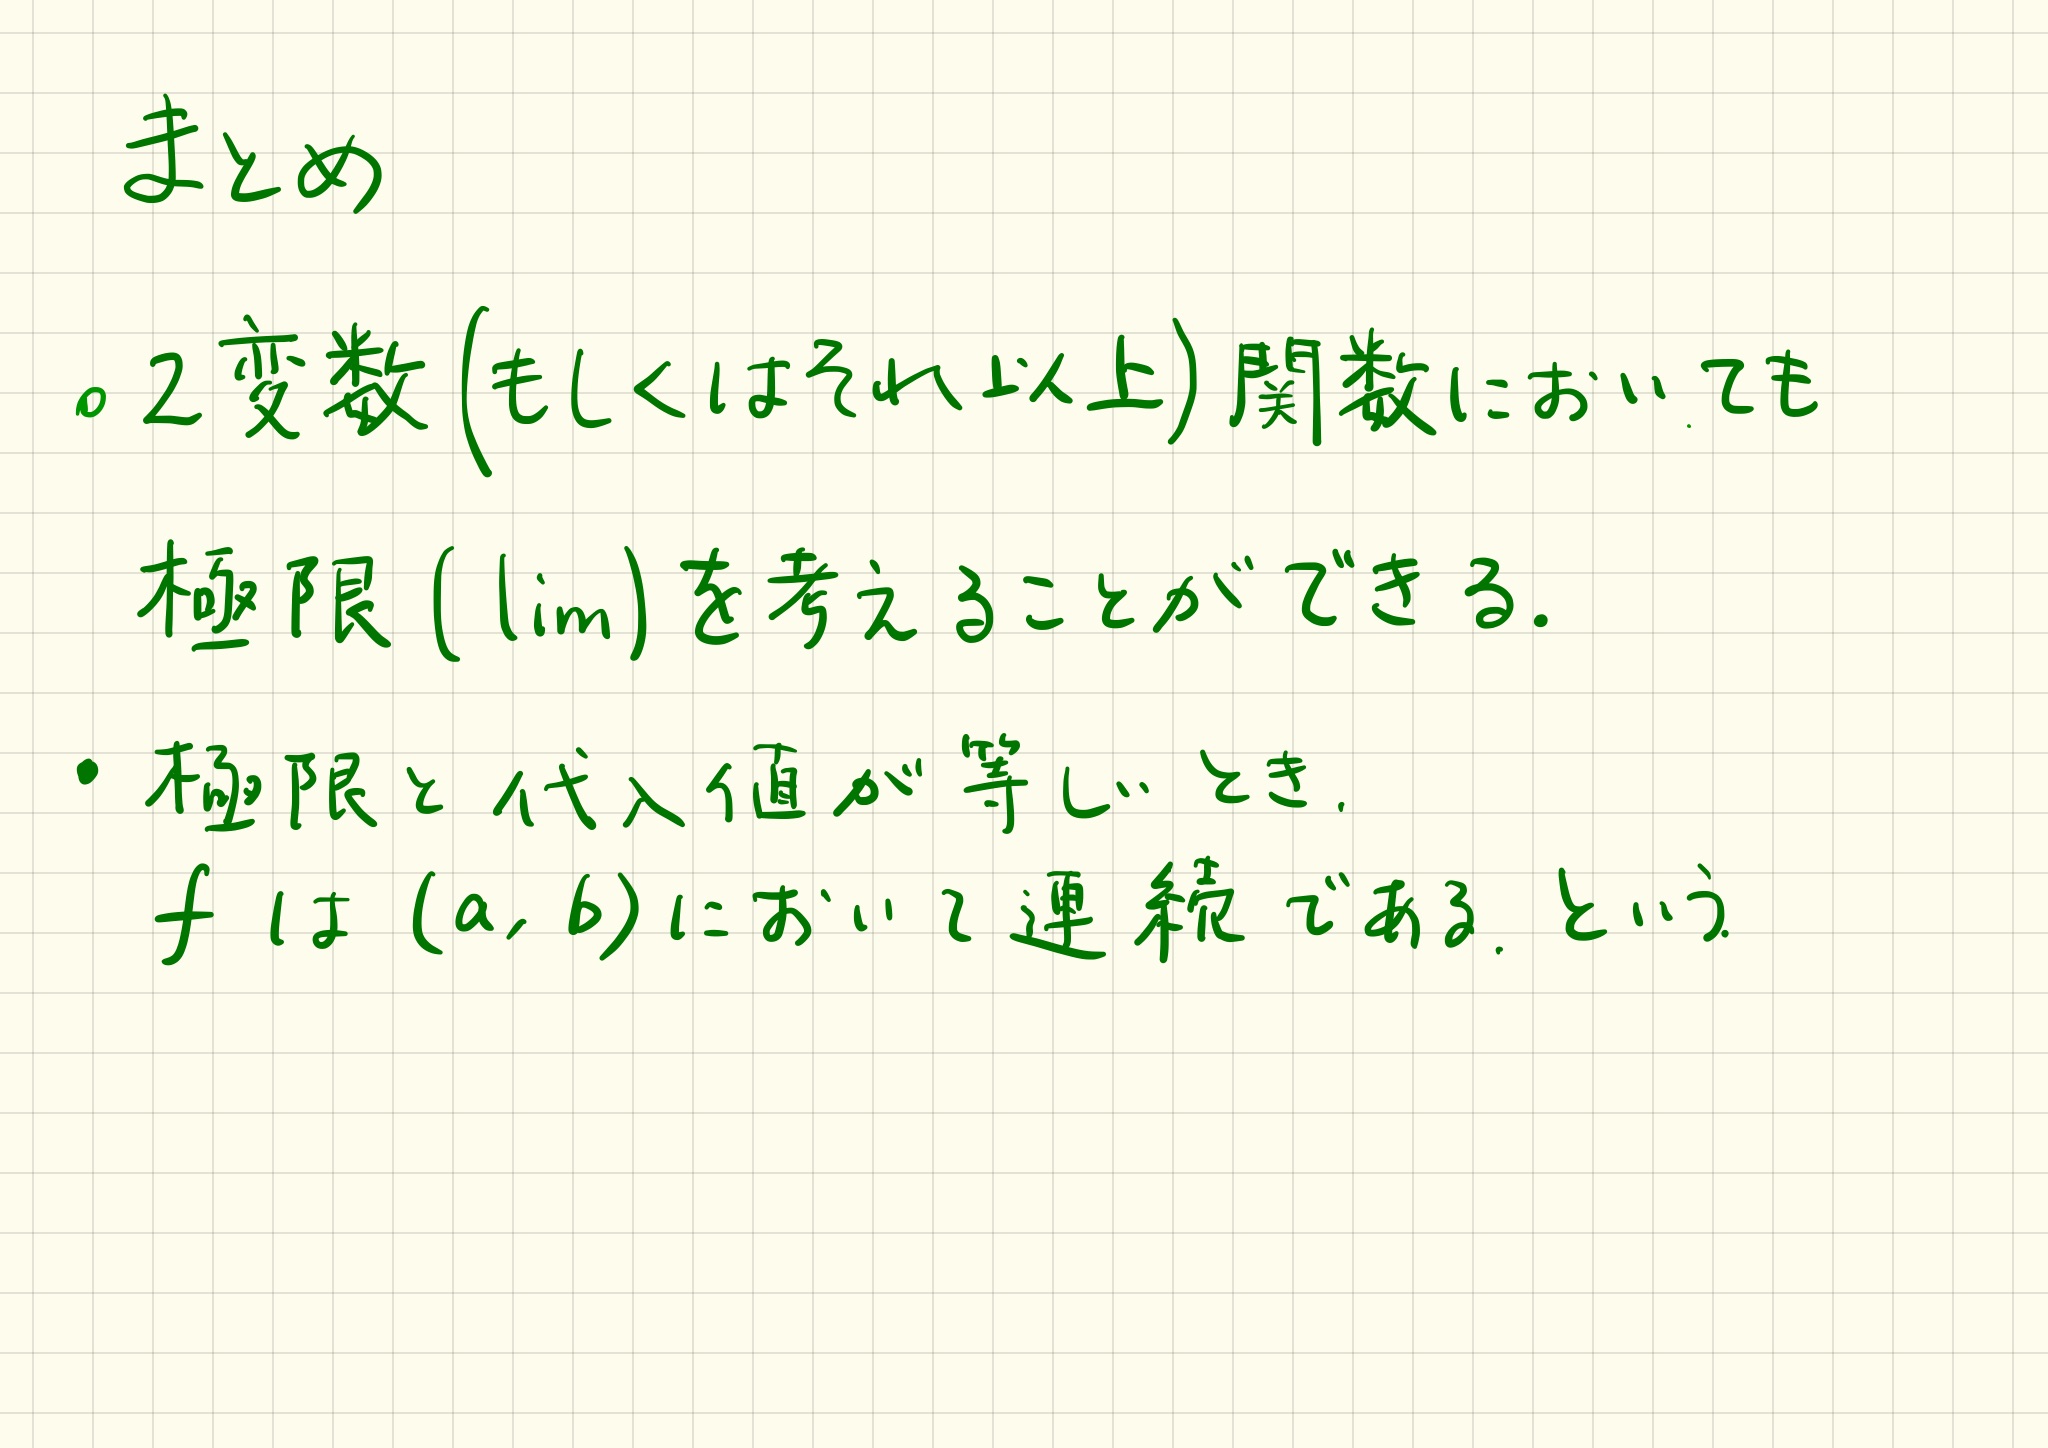 まとめ
。2変数(もしくはそれ以上)関数においても
極限(lim)を考えることができる.
・極限と代入値が等しいとき.
fは(a, b)において連続である.という.